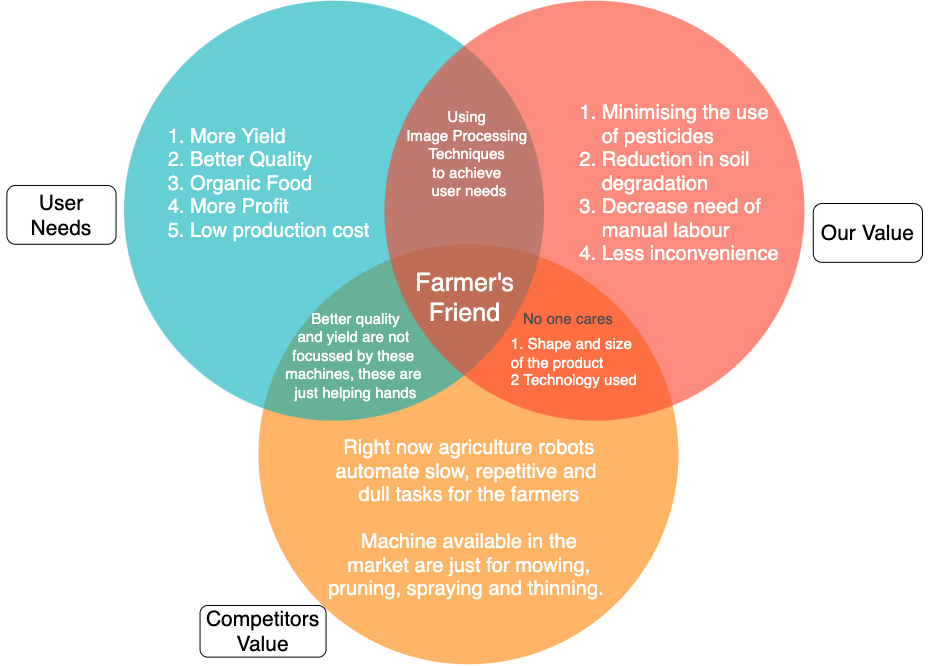 User
Needs
1. More Yield
2. Better Quality
3. Organic Food
4. More Profit
5. Low production cost
Using
Image Processing
Techniques
to achieve
user needs
1. Minimising the use
of pesticides
2. Reduction in soil
degradation
3. Decrease need of
manual labour
4. Less inconvenience
Our Value
Farmer's
Friend
Better quality
and yield are not
focussed by these
machines, these are
just helping hands
No one cares
1. Shape and size
of the product
2 Technology used
Right now agriculture robots
automate slow, repetitive and
dull tasks for the farmers
Machine available in the
market are just for mowing,
pruning, spraying and thinning.
Competitors
Value